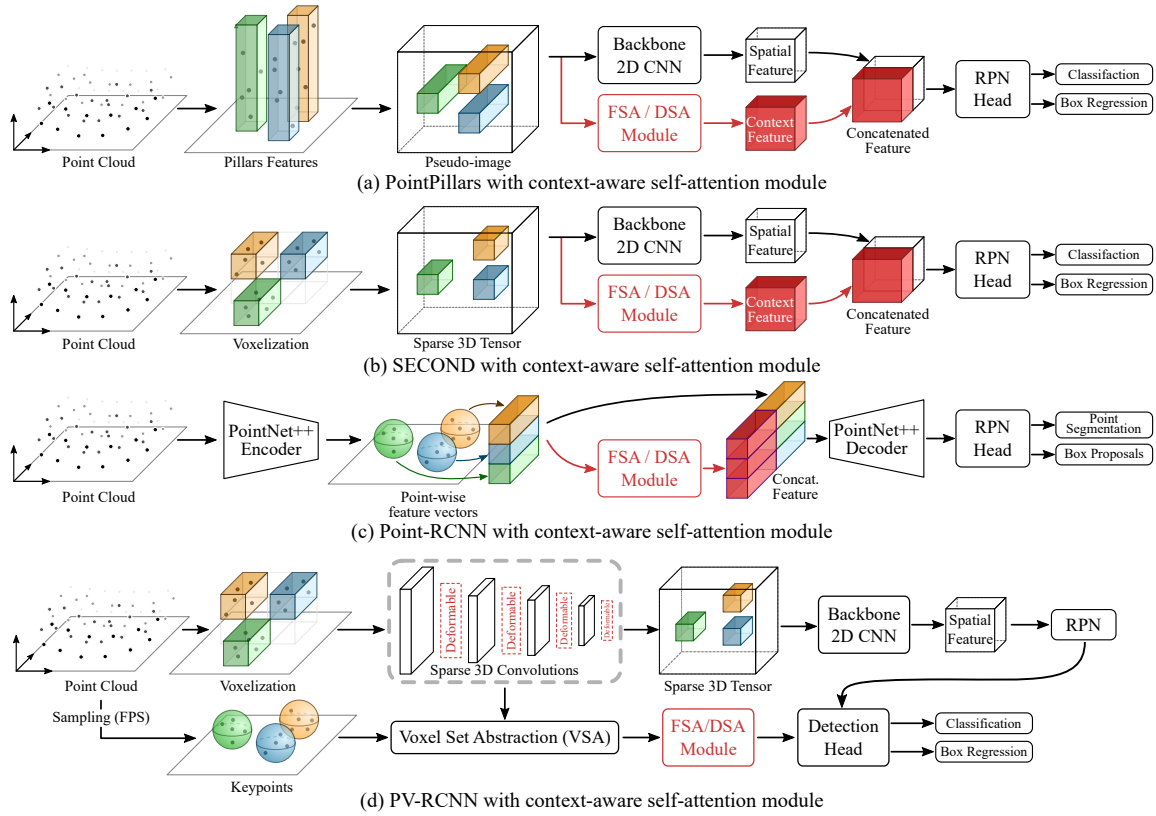 Point Cloud
Pillars Features
Pseudo-image
Backbone
2D CNN
FSA / DSA
Module
Spatial
Feature
Context
Feature
Concatenated
Feature
RPN
Head
Classifaction
Box Regression
(a) PointPillars with context-aware self-attention module
Point Cloud
Voxelization
Sparse 3D Tensor
Backbone
2D CNN
FSA / DSA
Module
Spatial
Feature
Context
Feature
Concatenated
Feature
RPN
Head
Classifaction
Box Regression
(b) SECOND with context-aware self-attention module
Point Cloud
PointNet++
Encoder
Point-wise
feature vectors
FSA / DSA
Module
Concat.
Feature
PointNet++
Decoder
RPN
Head
Point
Segmentation
Box Proposals
(c) Point-RCNN with context-aware self-attention module
Point Cloud
Sampling (FPS)
Voxelization
Keypoints
Deformable
Deformable
Deformable
Deformable
Sparse 3D Convolutions
Voxel Set Abstraction (VSA)
Sparse 3D Tensor
FSA/DSA
Module
Backbone
2D CNN
Spatial
Feature
RPN
Detection
Head
Classification
Box Regression
(d) PV-RCNN with context-aware self-attention module